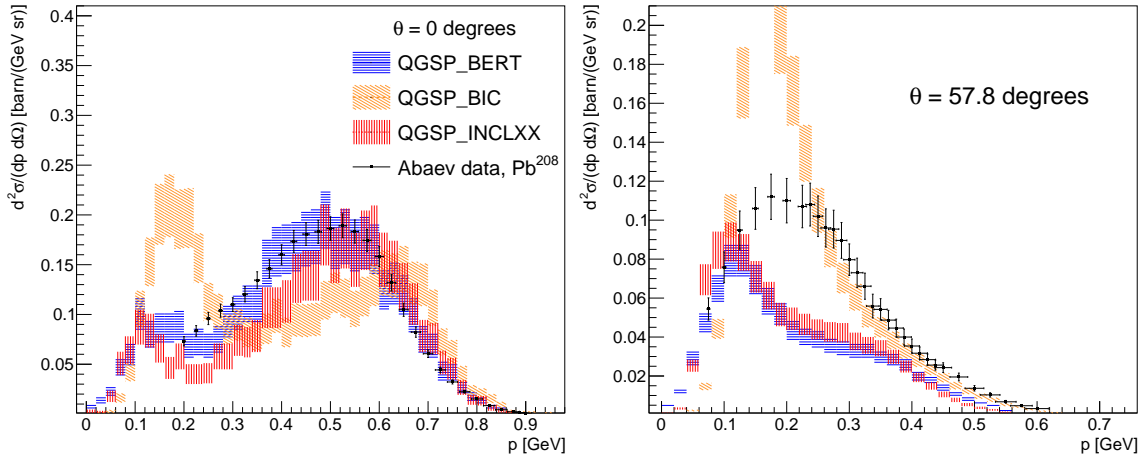 d²σ/(dp dΩ) [barn/(GeV sr)]
0.4
0.35
0.3
0.25
0.2
0.15
0.1
0.05
θ = 0 degrees
QGSP_BERT
QGSP_BIC
QGSP_INCLXX
Abaev data, Pb²⁰⁸
0 0.1 0.2 0.3 0.4 0.5 0.6 0.7 0.8 0.9
p [GeV]
d²σ/(dp dΩ) [barn/(GeV sr)]
0.2
0.18
0.16
0.14
0.12
0.1
0.08
0.06
0.04
0.02
θ = 57.8 degrees
0 0.1 0.2 0.3 0.4 0.5 0.6 0.7
p [GeV]